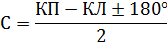 С = (КП − КЛ ± 180°) / 2